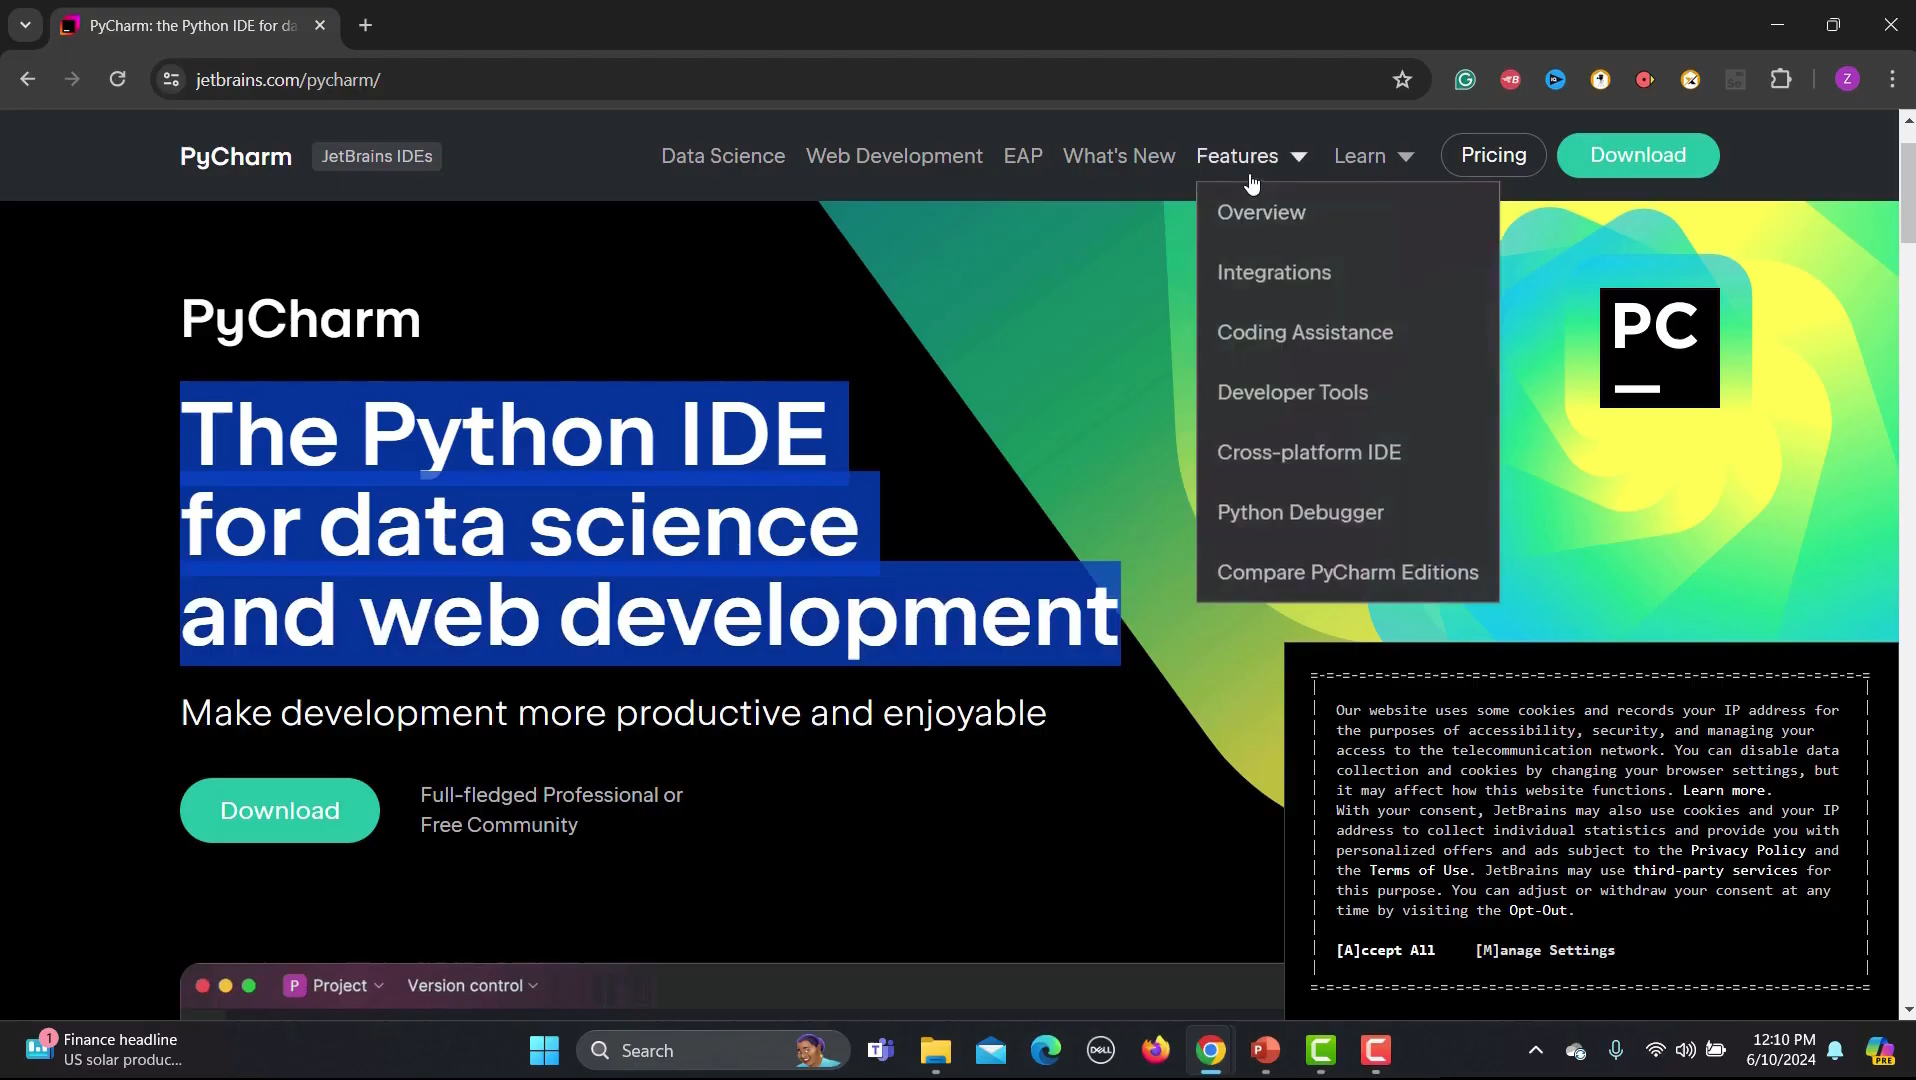 PyCharm: the Python IDE for da
jetbrains.com/pycharm/
Z
PyCharm
JetBrains IDEs
Data Science
Web Development
EAP
What's New
Features
Learn
Pricing
Download
Overview
Integrations
Coding Assistance
Developer Tools
Cross-platform IDE
Python Debugger
Compare PyCharm Editions
PC
PyCharm
The Python IDE
for data science
and web development
Make development more productive and enjoyable
Download
Full-fledged Professional or
Free Community
Our website uses some cookies and records your IP address for
the purposes of accessibility, security, and managing your
access to the telecommunication network. You can disable data
collection and cookies by changing your browser settings, but
it may affect how this website functions. Learn more.
With your consent, JetBrains may also use cookies and your IP
address to collect individual statistics and provide you with
personalized offers and ads subject to the Privacy Policy and
the Terms of Use. JetBrains may use third-party services for
this purpose. You can adjust or withdraw your consent at any
time by visiting the Opt-Out.
[A]ccept All [M]anage Settings
P Project
Version control
1
Finance headline
US solar produc...
Search
DELL
12:10 PM
6/10/2024
PRE